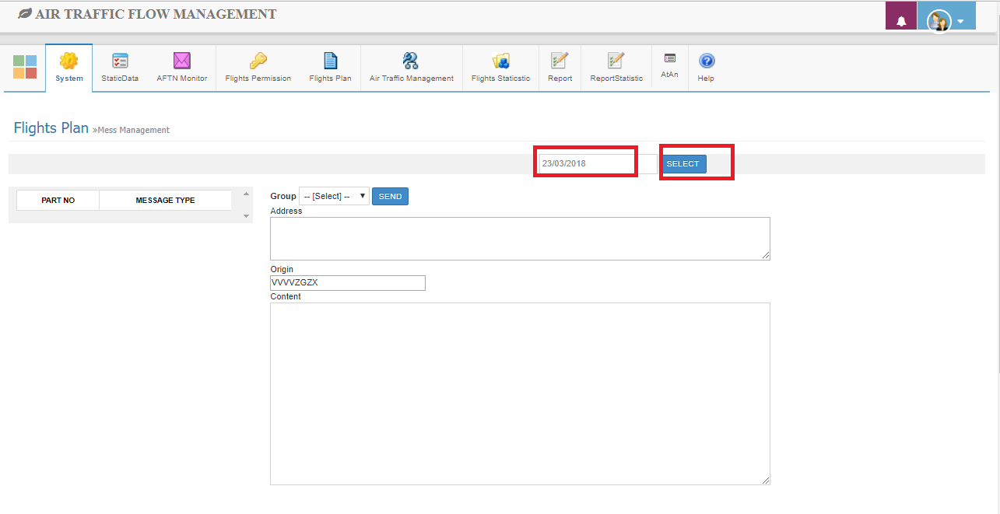 AIR TRAFFIC FLOW MANAGEMENT
System
StaticData
AFTN Monitor
Flights Permission
Flights Plan
Air Traffic Management
Flights Staticstic
Report
ReportStatistic
AtAn
Help
Flights Plan »Mess Management
23/03/2018
SELECT
PART NO
MESSAGE TYPE
Group
-- [Select] --
SEND
Address
Origin
VVVVZGZX
Content